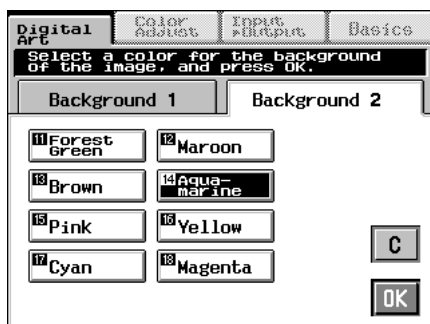 Digital Art
Color Adjust
Input Output
Basics
Select a color for the background
of the image, and press OK.
Background 1
Background 2
11 Forest Green
12 Maroon
13 Brown
14 Aqua-marine
15 Pink
16 Yellow
17 Cyan
18 Magenta
C
OK